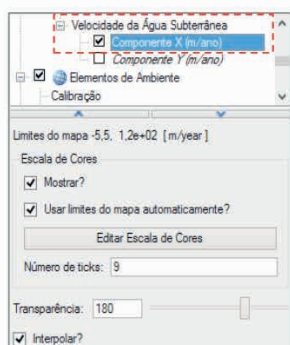 Velocidade da Água Subterrânea
Componente X (m/ano)
Componente Y (m/ano)
Elementos de Ambiente
Calibração
Limites do mapa -5,5, 1,2e+02 [m/year]
Escala de Cores
Mostrar?
Usar limites do mapa automaticamente?
Editar Escala de Cores
Número de ticks: 9
Transparência: 180
Interpolar?